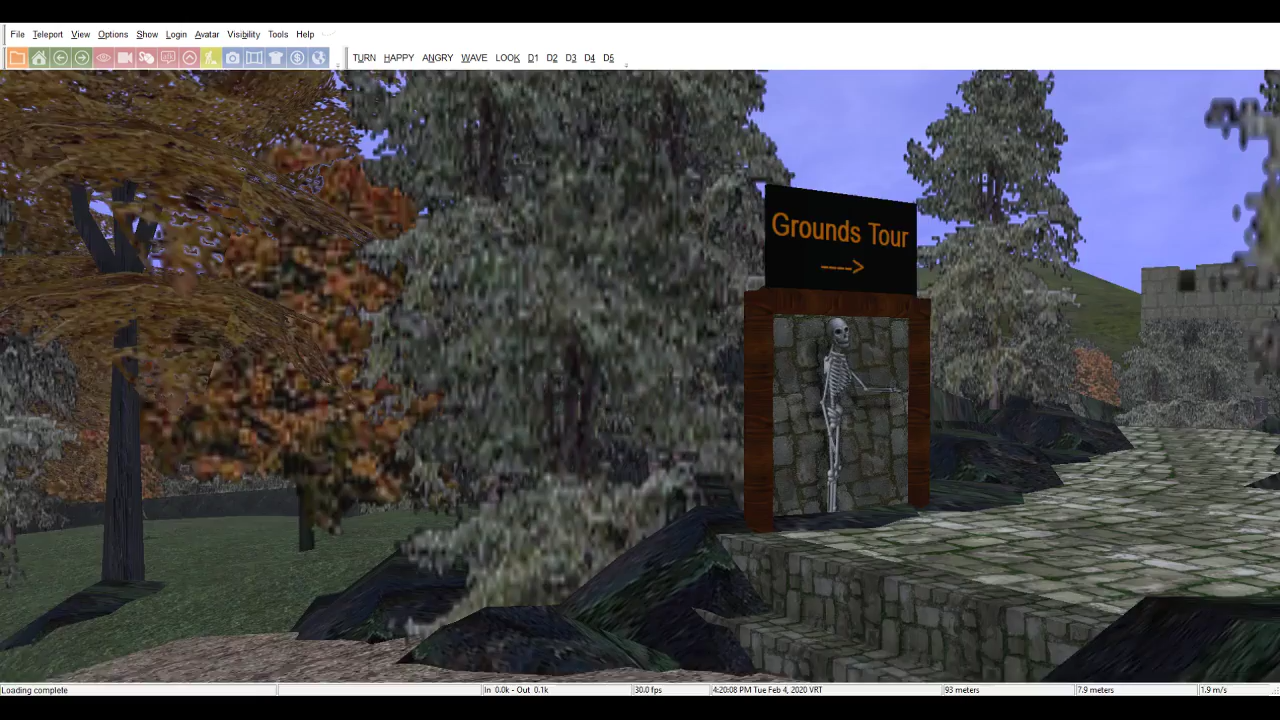 File Teleport View Options Show Login Avatar Visibility Tools Help
TURN HAPPY ANGRY WAVE LOOK D1 D2 D3 D4 D5
Grounds Tour
---->
Loading complete In 0.0k - Out 0.1k 30.0 fps 4:20:08 PM Tue Feb 4, 2020 VRT 93 meters 7.9 meters 1.9 m/s